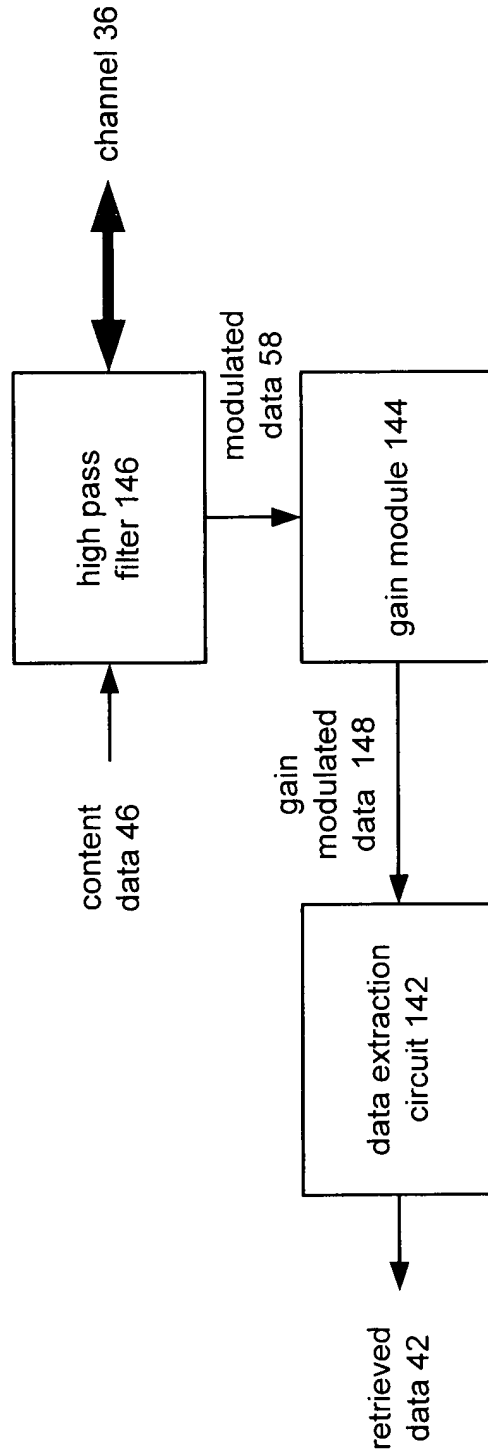 content
data 46
high pass
filter 146
channel 36
modulated
data 58
gain module 144
gain
modulated
data 148
data extraction
circuit 142
retrieved
data 42